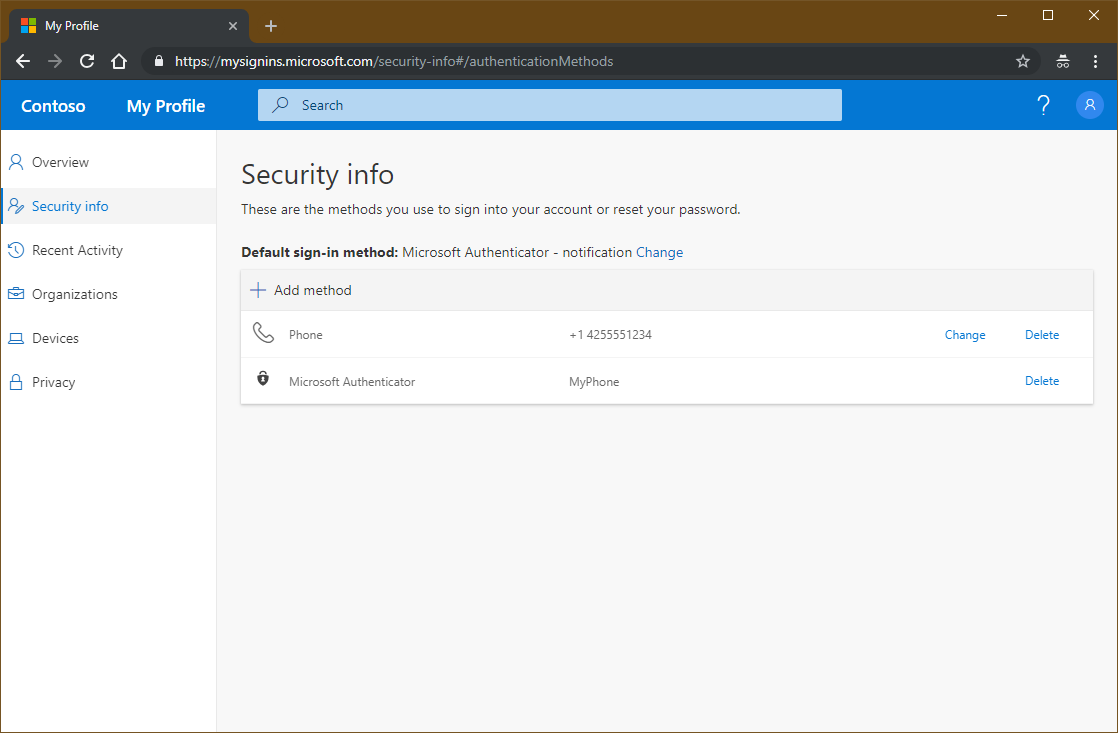 My Profile
https://mysignins.microsoft.com/security-info#/authenticationMethods
Contoso My Profile Search ?
Overview
Security info
Recent Activity
Organizations
Devices
Privacy
Security info
These are the methods you use to sign into your account or reset your password.
Default sign-in method: Microsoft Authenticator - notification Change
Add method
Phone +1 4255551234 Change Delete
Microsoft Authenticator MyPhone Delete